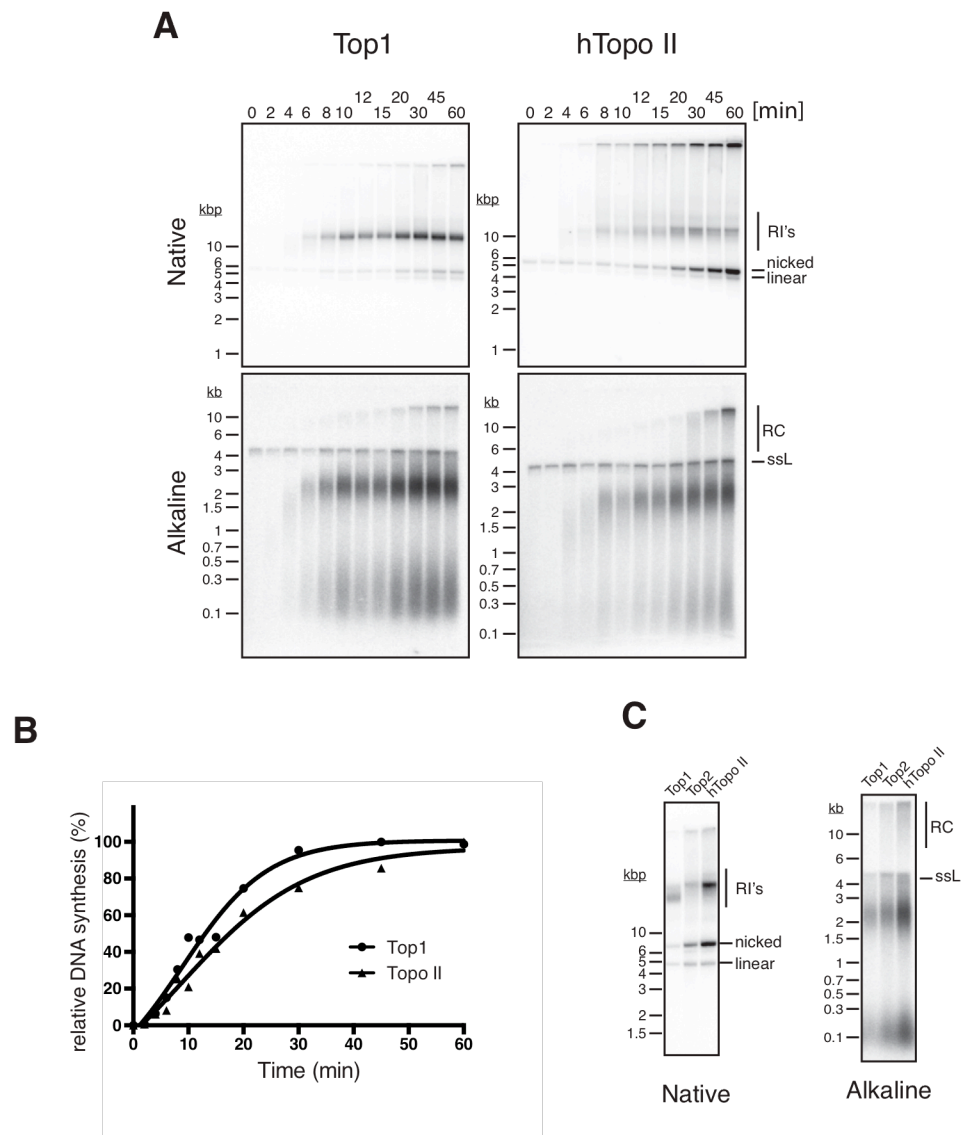 A
Top1
hTopo II
12 20 45
0 2 4 6 8 10 15 30 60
12 20 45
0 2 4 6 8 10 15 30 60 [min]
Native
kbp
10
6
5
4
3
2
1
kbp
10
6
5
4
3
2
1
RI's
nicked
linear
Alkaline
kb
10
6
4
3
2
1.5
1
0.7
0.5
0.3
0.1
kb
10
6
4
3
2
1.5
1
0.7
0.5
0.3
0.1
RC
ssL
B
relative DNA synthesis (%)
100
80
60
40
20
0
0 10 20 30 40 50 60
Time (min)
Top1
Topo II
C
Top1
Top2
hTopo II
kbp
10
6
5
4
3
2
1.5
RI's
nicked
linear
Native
Top1
Top2
hTopo II
kb
10
6
4
3
2
1.5
1
0.7
0.5
0.3
0.1
RC
ssL
Alkaline